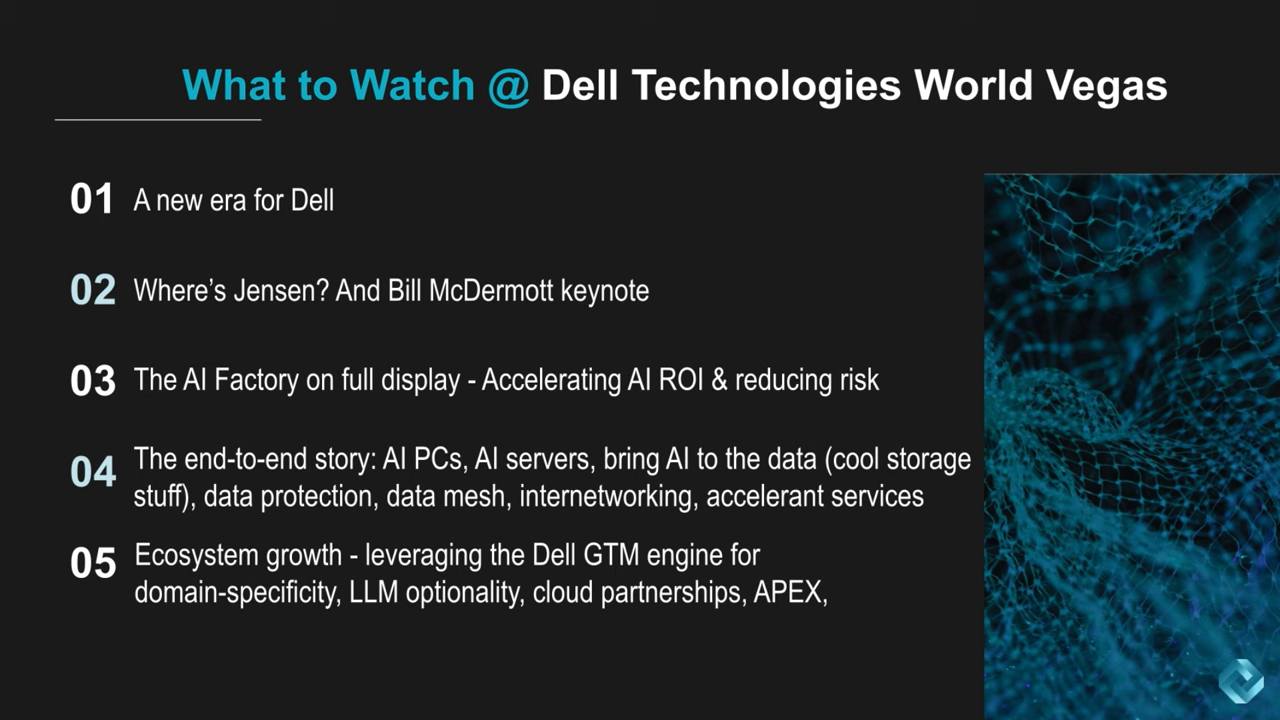 What to Watch @ Dell Technologies World Vegas
01 A new era for Dell
02 Where’s Jensen? And Bill McDermott keynote
03 The AI Factory on full display - Accelerating AI ROI & reducing risk
04 The end-to-end story: AI PCs, AI servers, bring AI to the data (cool storage
stuff), data protection, data mesh, internetworking, accelerant services
05 Ecosystem growth - leveraging the Dell GTM engine for
domain-specificity, LLM optionality, cloud partnerships, APEX,